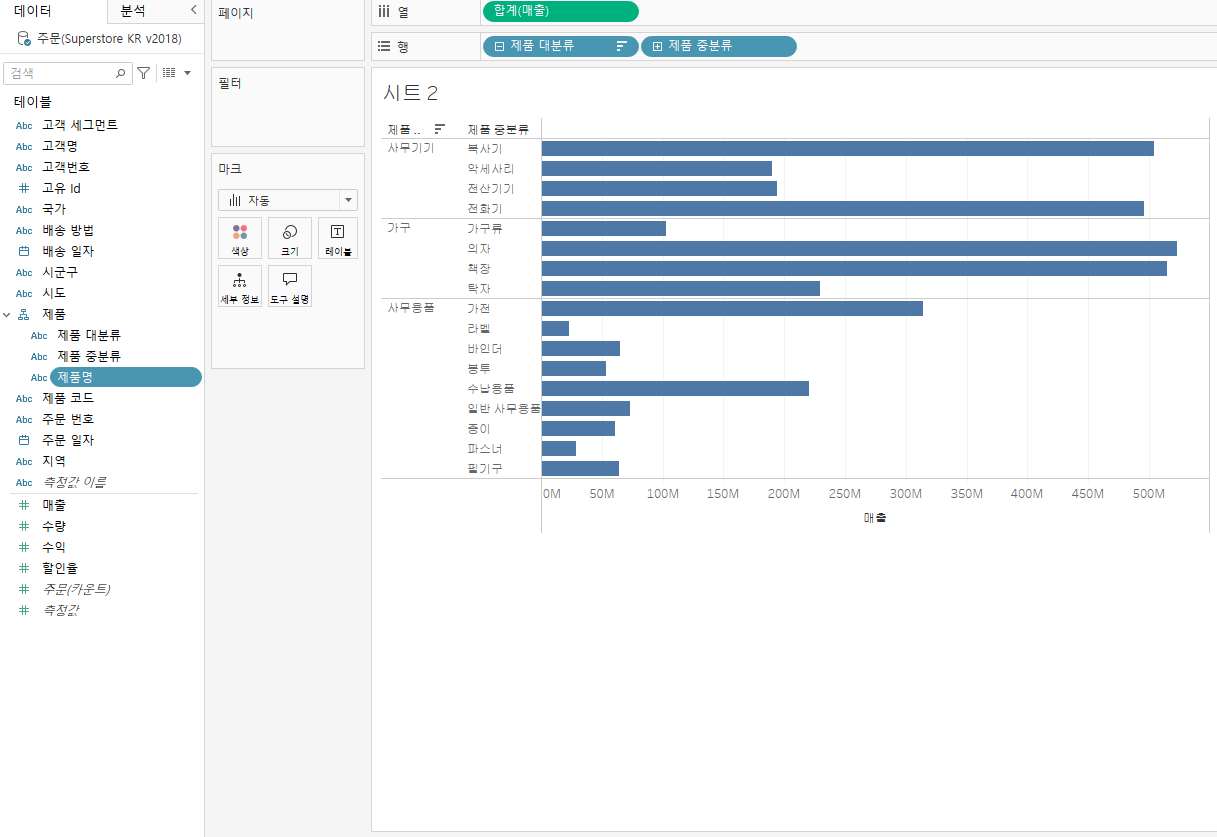 데이터
분석
주문(Superstore KR v2018)
검색
테이블
Abc 고객 세그먼트
Abc 고객명
Abc 고객번호
# 고유 Id
Abc 국가
Abc 배송 방법
배송 일자
Abc 시군구
Abc 시도
제품
Abc 제품 대분류
Abc 제품 중분류
Abc 제품명
Abc 제품 코드
Abc 주문 번호
주문 일자
Abc 지역
Abc 측정값 이름
# 매출
# 수량
# 수익
# 할인율
# 주문(카운트)
# 측정값
페이지
필터
마크
자동
색상 크기 레이블
세부 정보 도구 설명
열 합계(매출)
행 제품 대분류 제품 중분류
시트 2
제품 .. 제품 중분류
사무기기 복사기
액세사리
전산기기
전화기
가구 가구류
의자
책장
탁자
사무용품 가전
라벨
바인더
봉투
수납용품
일반 사무용품
종이
파스너
필기구
0M 50M 100M 150M 200M 250M 300M 350M 400M 450M 500M
매출